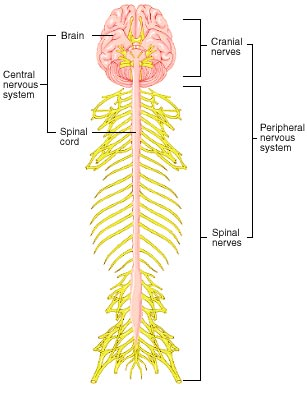 Brain
Cranial
nerves
Central
nervous
system
Spinal
cord
Peripheral
nervous
system
Spinal
nerves